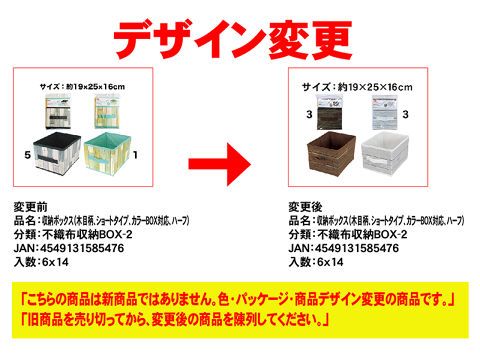 デザイン変更
サイズ：約19×25×16cm
5
1
変更前
品名：収納ボックス（木目柄、ショートタイプ、カラーBOX対応、ハーフ）
分類：不織布収納BOX-2
JAN：4549131585476
入数：6x14
サイズ：約19×25×16cm
3
3
変更後
品名：収納ボックス（木目柄、ショートタイプ、カラーBOX対応、ハーフ）
分類：不織布収納BOX-2
JAN：4549131585476
入数：6x14
「こちらの商品は新商品ではありません。色・パッケージ・商品デザイン変更の商品です。」
「旧商品を売り切ってから、変更後の商品を陳列してください。」